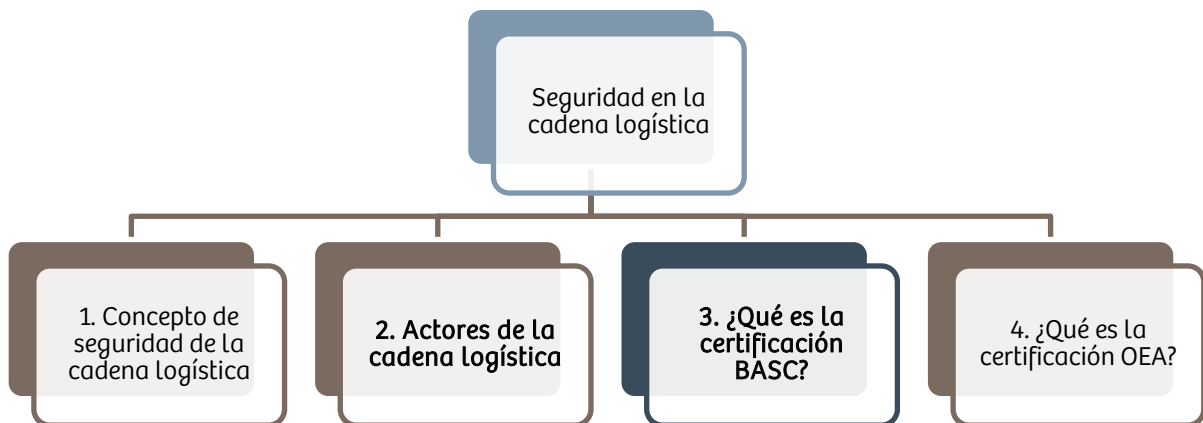 Seguridad en la
cadena logística
1. Concepto de
seguridad de la
cadena logística
2. Actores de la
cadena logística
3. ¿Qué es la
certificación
BASC?
4. ¿Qué es la
certificación OEA?